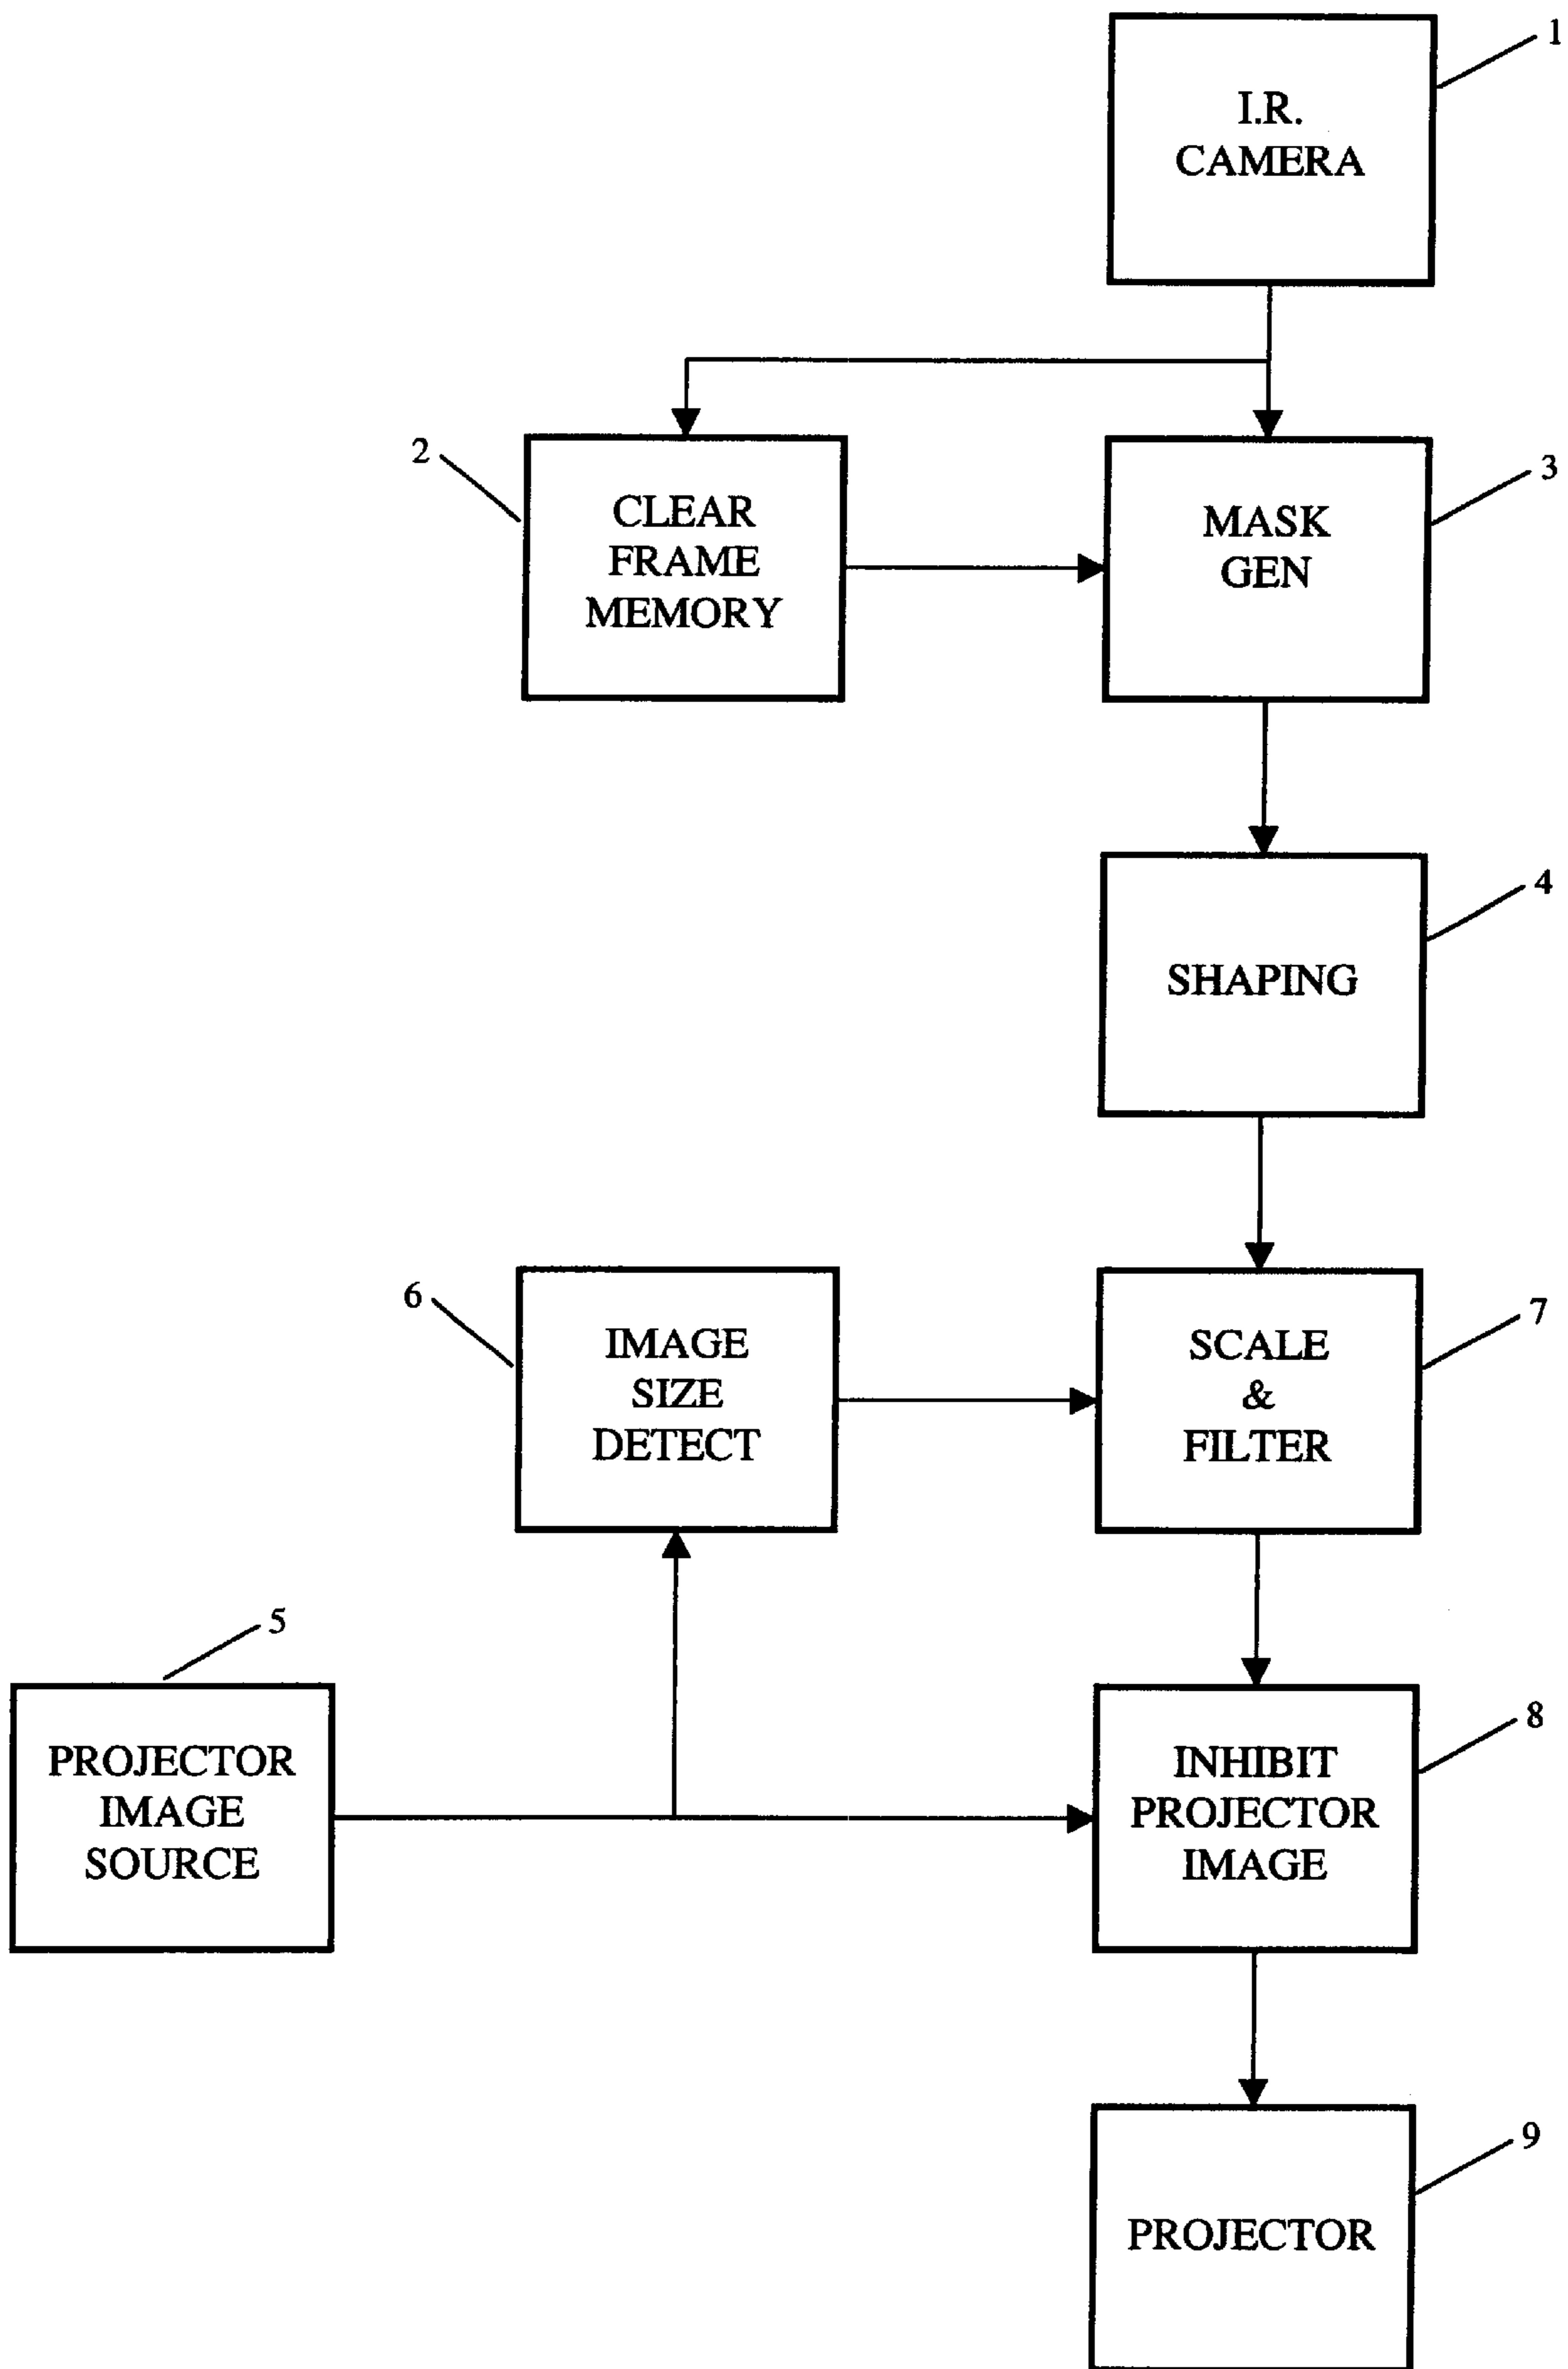 1
I.R.
CAMERA
2
CLEAR
FRAME
MEMORY
3
MASK
GEN
4
SHAPING
6
IMAGE
SIZE
DETECT
7
SCALE
&
FILTER
5
PROJECTOR
IMAGE
SOURCE
8
INHIBIT
PROJECTOR
IMAGE
9
PROJECTOR